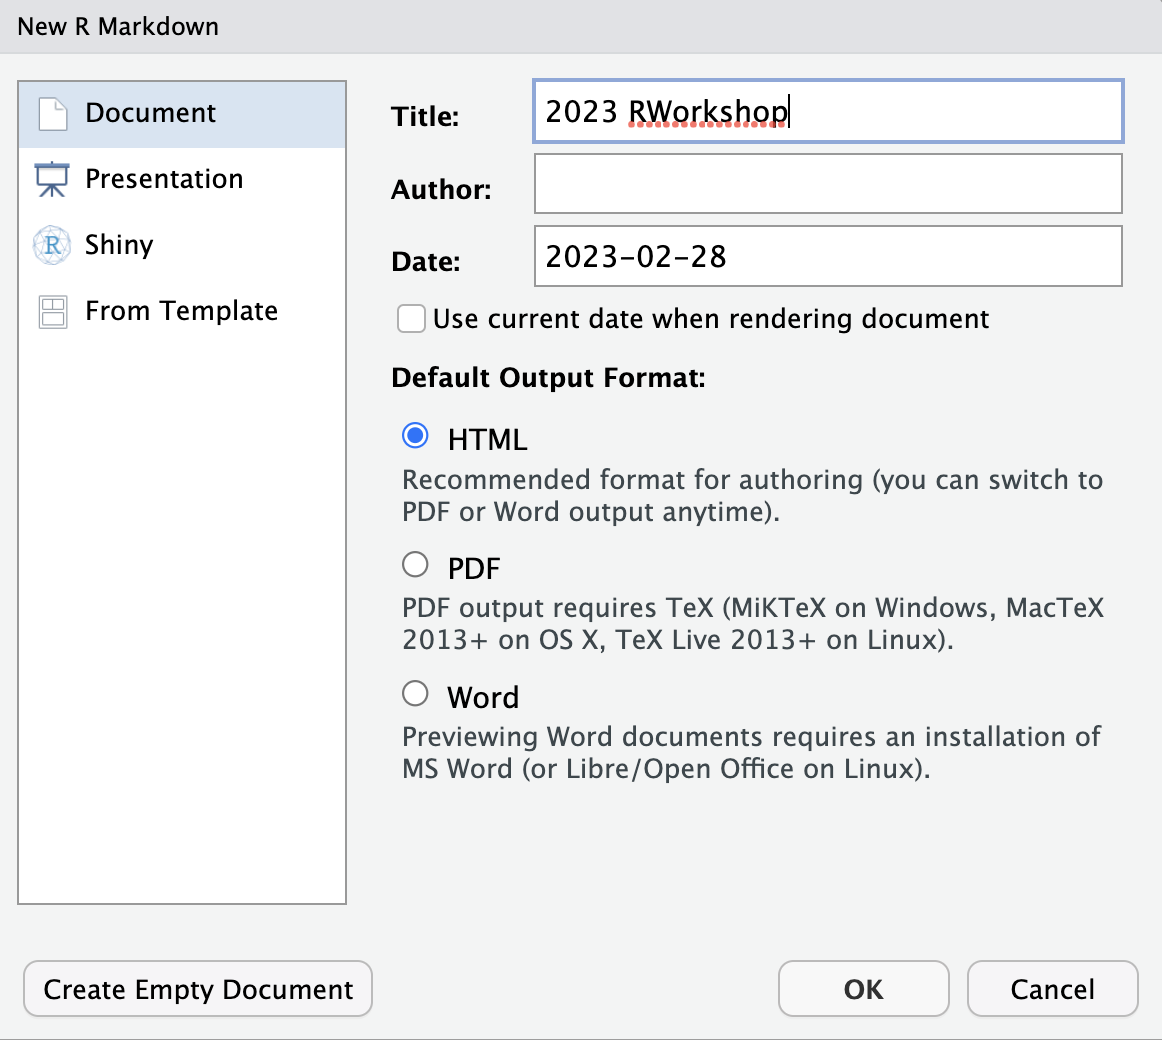 New R Markdown
Document
Presentation
R
Shiny
From Template
Title:
2023 RWorkshop
Author:
Date:
2023-02-28
Use current date when rendering document
Default Output Format:
HTML
Recommended format for authoring (you can switch to
PDF or Word output anytime).
PDF
PDF output requires TeX (MiKTeX on Windows, MacTeX
2013+ on OS X, TeX Live 2013+ on Linux).
Word
Previewing Word documents requires an installation of
MS Word (or Libre/Open Office on Linux).
Create Empty Document
OK
Cancel